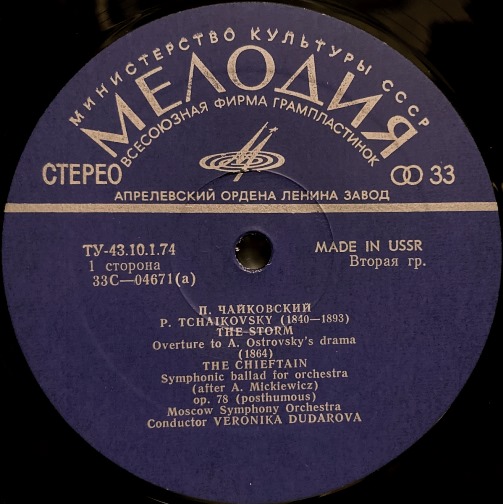 МИНИСТЕРСТВО КУЛЬТУРЫ СССР
МЕЛОДИЯ
ВСЕСОЮЗНАЯ ФИРМА ГРАМПЛАСТИНОК
СТЕРЕО 33
АПРЕЛЕВСКИЙ ОРДЕНА ЛЕНИНА ЗАВОД
ТУ-43.10.1.74 MADE IN USSR
1 сторона Вторая гр.
33С—04671(а)
П. ЧАЙКОВСКИЙ
P. TCHAIKOVSKY (1840—1893)
THE STORM
Overture to A. Ostrovsky's drama
(1864)
THE CHIEFTAIN
Symphonic ballad for orchestra
(after A. Mickiewicz)
op. 78 (posthumous)
Moscow Symphony Orchestra
Conductor VERONIKA DUDAROVA